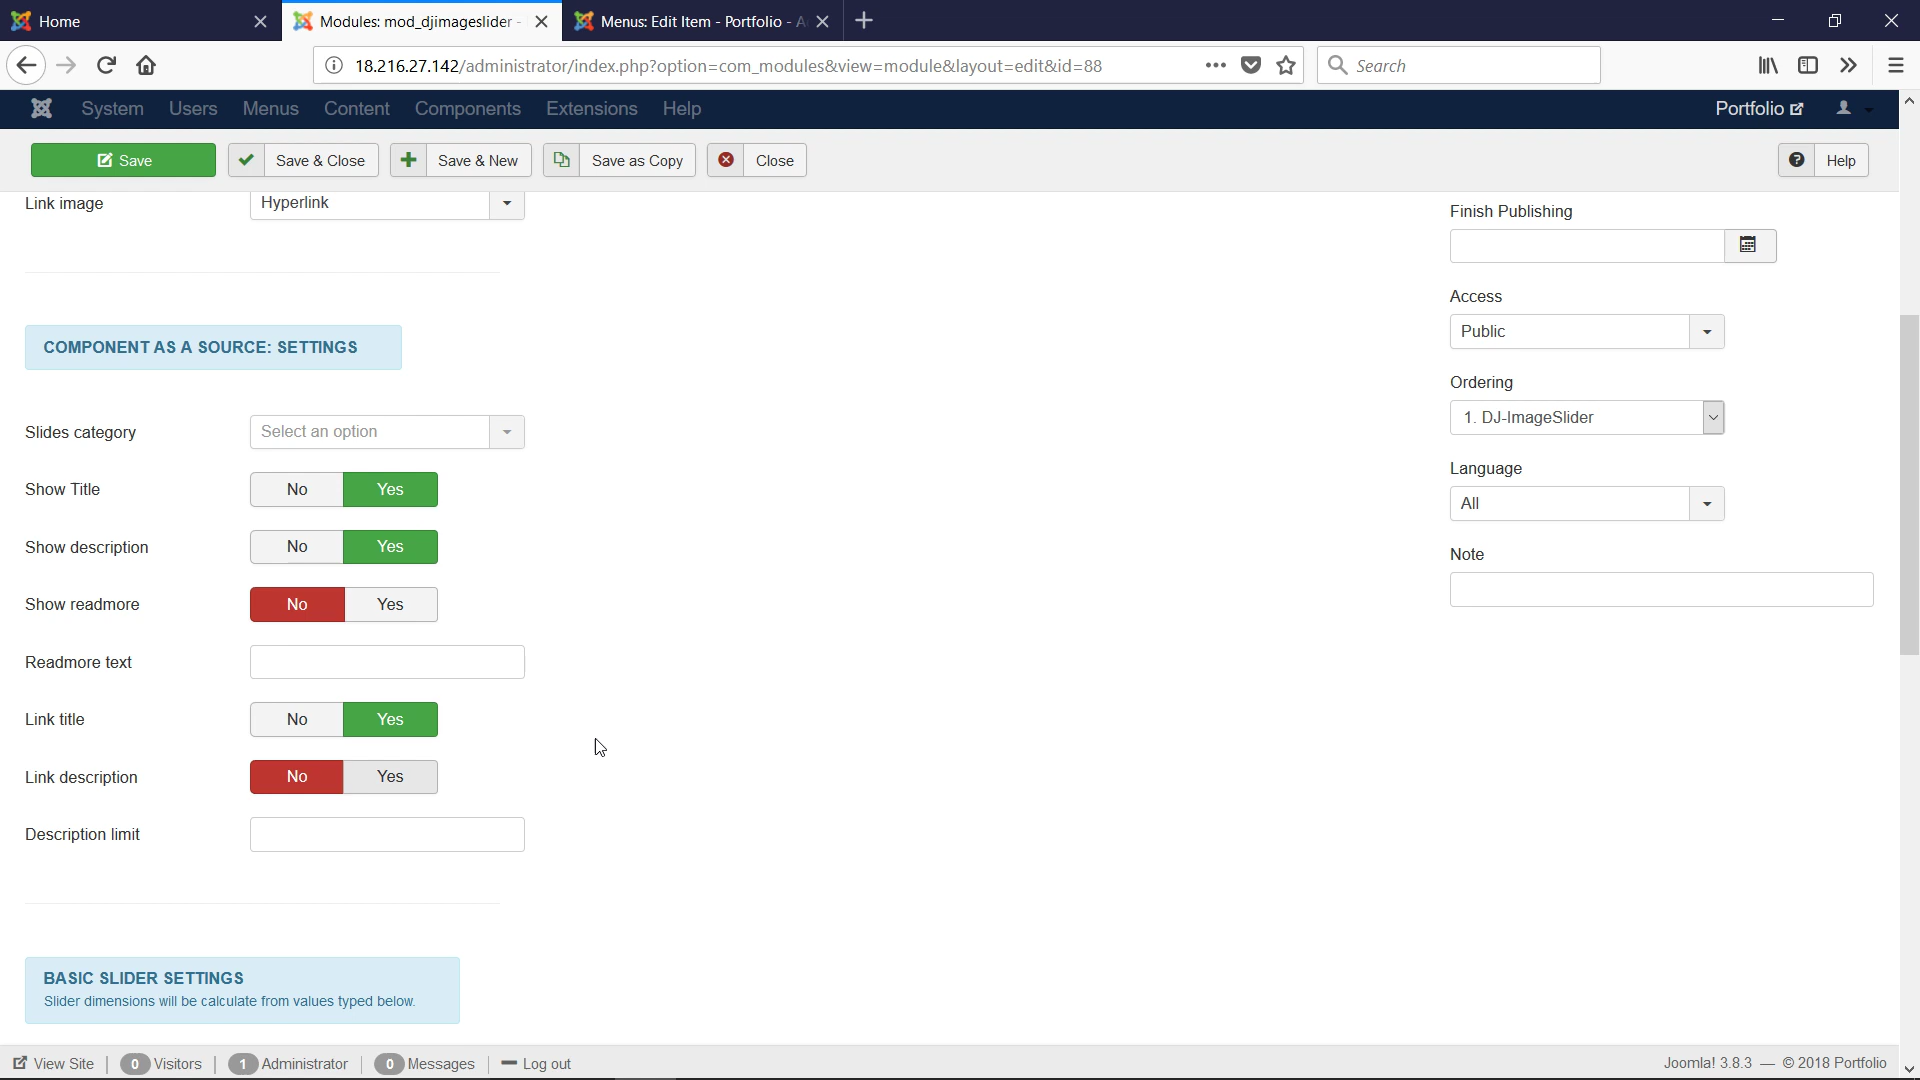 Home
Modules: mod_djimageslider -
Menus: Edit Item - Portfolio - A
18.216.27.142/administrator/index.php?option=com_modules&view=module&layout=edit&id=88
Search
System Users Menus Content Components Extensions Help
Portfolio
Save
Save & Close
Save & New
Save as Copy
Close
Help
Link image
Hyperlink
COMPONENT AS A SOURCE: SETTINGS
Slides category
Select an option
Show Title
No Yes
Show description
No Yes
Show readmore
No Yes
Readmore text
Link title
No Yes
Link description
No Yes
Description limit
BASIC SLIDER SETTINGS
Slider dimensions will be calculate from values typed below.
Finish Publishing
Access
Public
Ordering
1. DJ-ImageSlider
Language
All
Note
View Site
0 Visitors
1 Administrator
0 Messages
Log out
Joomla! 3.8.3 — © 2018 Portfolio